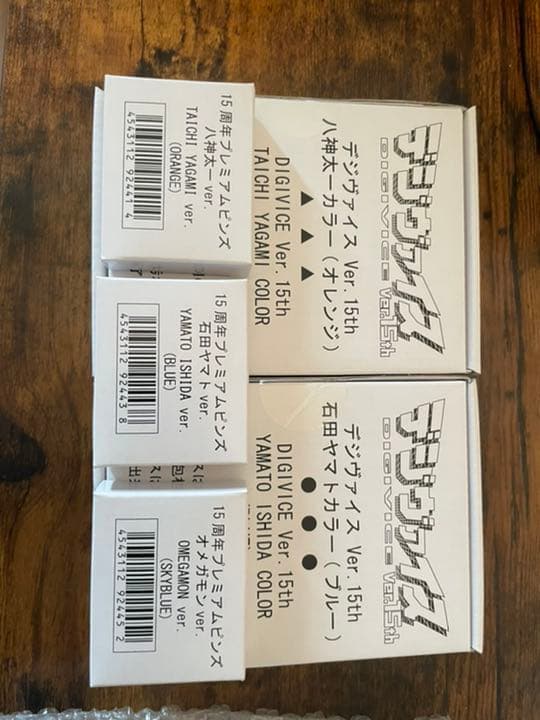 デジヴァイス
DIGIVICE Ver.15th
デジヴァイス Ver.15th
八神太一カラー(オレンジ)
▲▲▲
DIGIVICE Ver.15th
TAICHI YAGAMI COLOR
デジヴァイス
DIGIVICE Ver.15th
デジヴァイス Ver.15th
石田ヤマトカラー(ブルー)
●●●
DIGIVICE Ver.15th
YAMATO ISHIDA COLOR
15周年プレミアムピンズ
八神太一ver.
TAICHI YAGAMI ver.
(ORANGE)
4543112 92441 4
15周年プレミアムピンズ
石田ヤマトver.
YAMATO ISHIDA ver.
(BLUE)
4543112 92443 8
15周年プレミアムピンズ
オメガモンver.
OMEGAMON ver.
(SKYBLUE)
4543112 92445 2